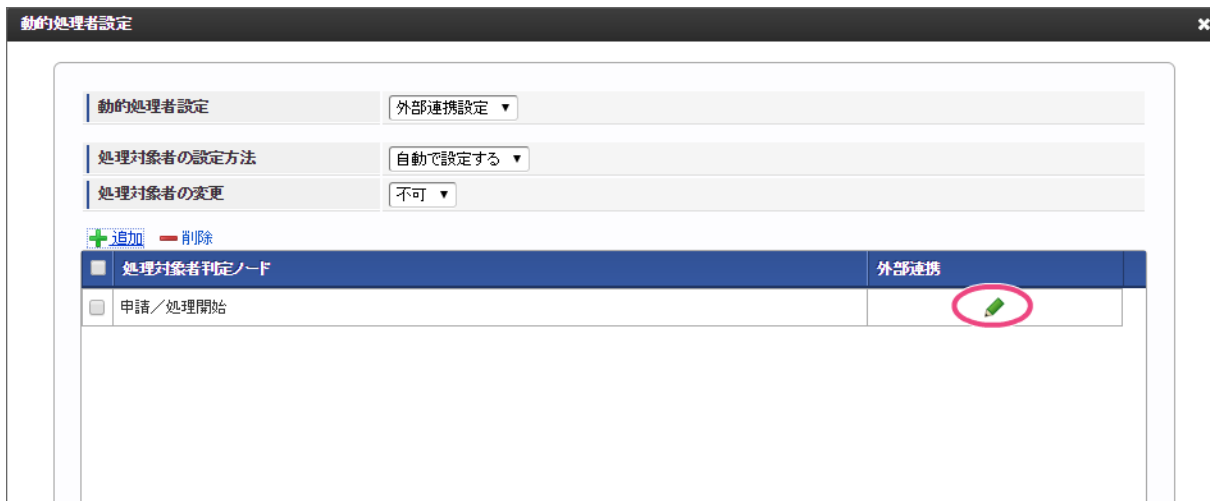 動的処理者設定
動的処理者設定 外部連携設定
処理対象者の設定方法 自動で設定する
処理対象者の変更 不可
追加 削除
処理対象者判定ノード 外部連携
申請／処理開始